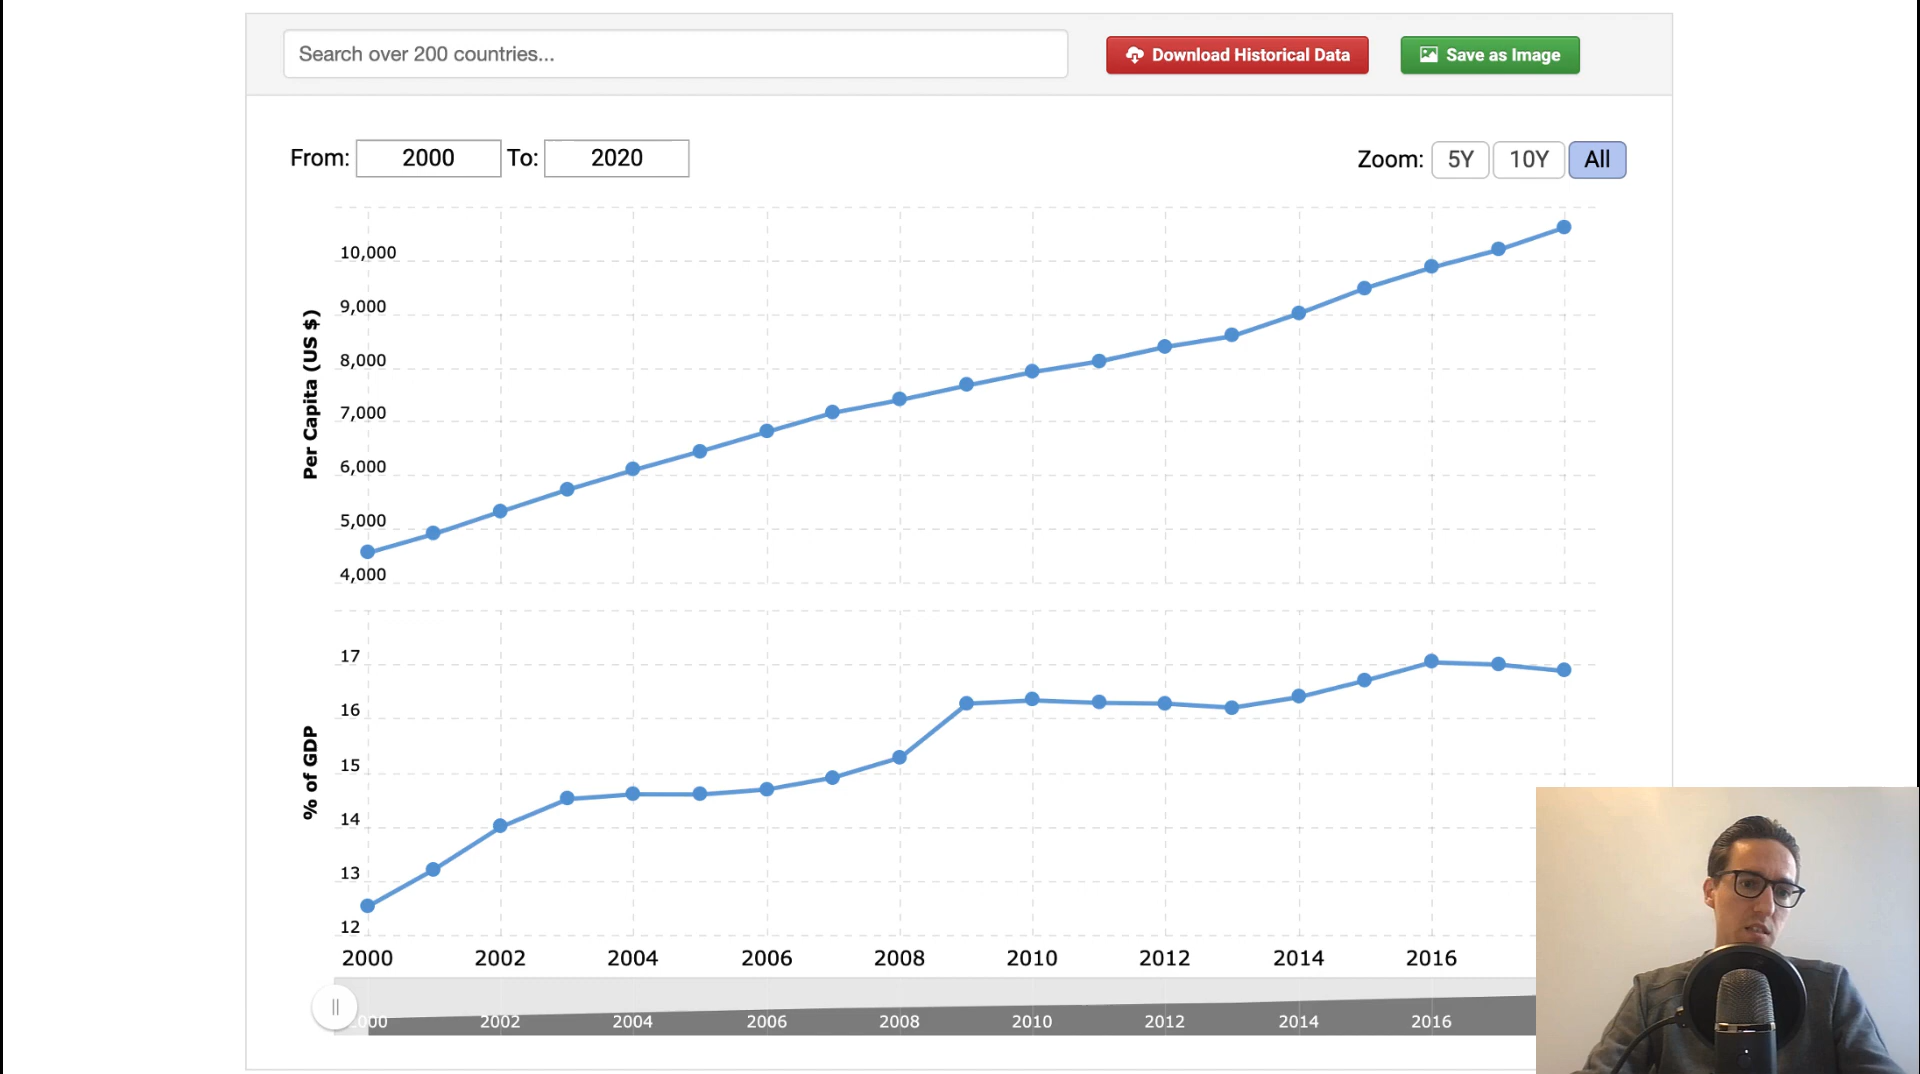 Search over 200 countries...
Download Historical Data
Save as Image
From: 2000 To: 2020
Zoom: 5Y 10Y All
Per Capita (US $)
10,000
9,000
8,000
7,000
6,000
5,000
4,000
% of GDP
17
16
15
14
13
12
2000 2002 2004 2006 2008 2010 2012 2014 2016
000 2002 2004 2006 2008 2010 2012 2014 2016